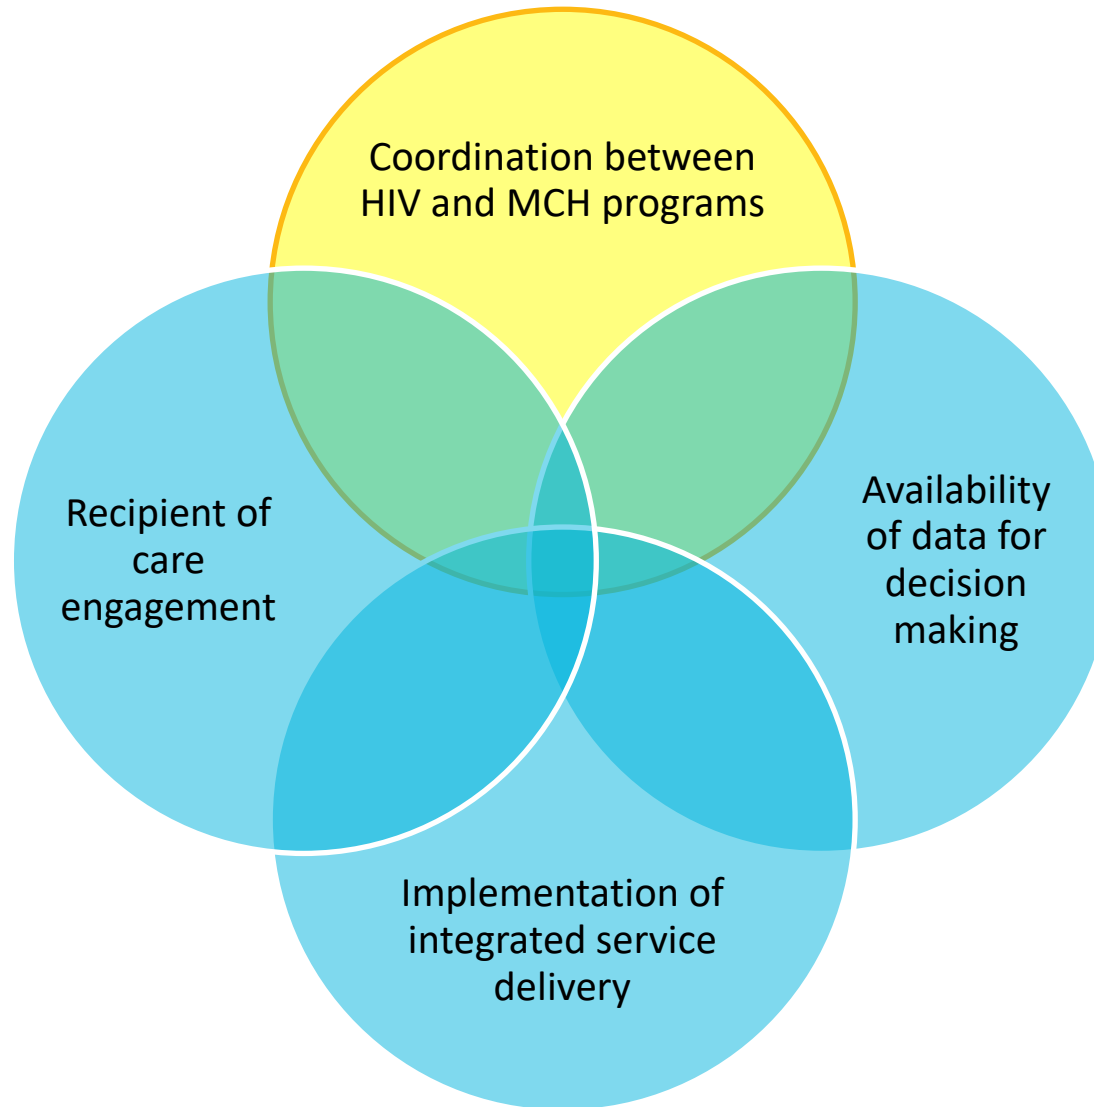 Coordination between
HIV and MCH programs
Recipient of
care
engagement
Availability
of data for
decision
making
Implementation of
integrated service
delivery